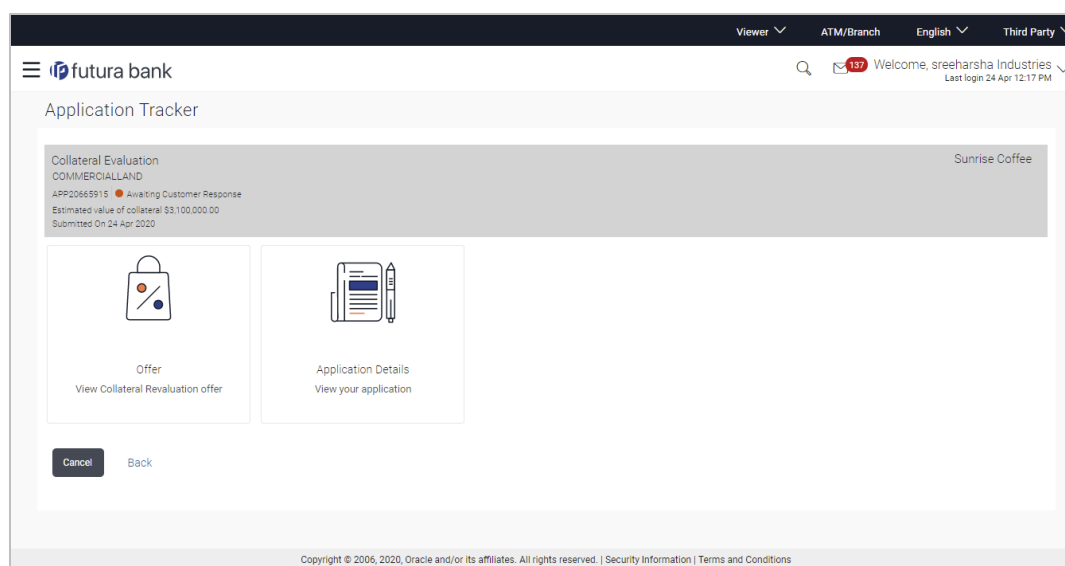 Viewer ATM/Branch English Third Party
futura bank
137 Welcome, sreeharsha Industries
Last login 24 Apr 12:17 PM
Application Tracker
Collateral Evaluation Sunrise Coffee
COMMERCIALLAND
APP20665915 Awaiting Customer Response
Estimated value of collateral $3,100,000.00
Submitted On 24 Apr 2020
Offer
View Collateral Revaluation offer
Application Details
View your application
Cancel Back
Copyright © 2006, 2020, Oracle and/or its affiliates. All rights reserved. | Security Information | Terms and Conditions